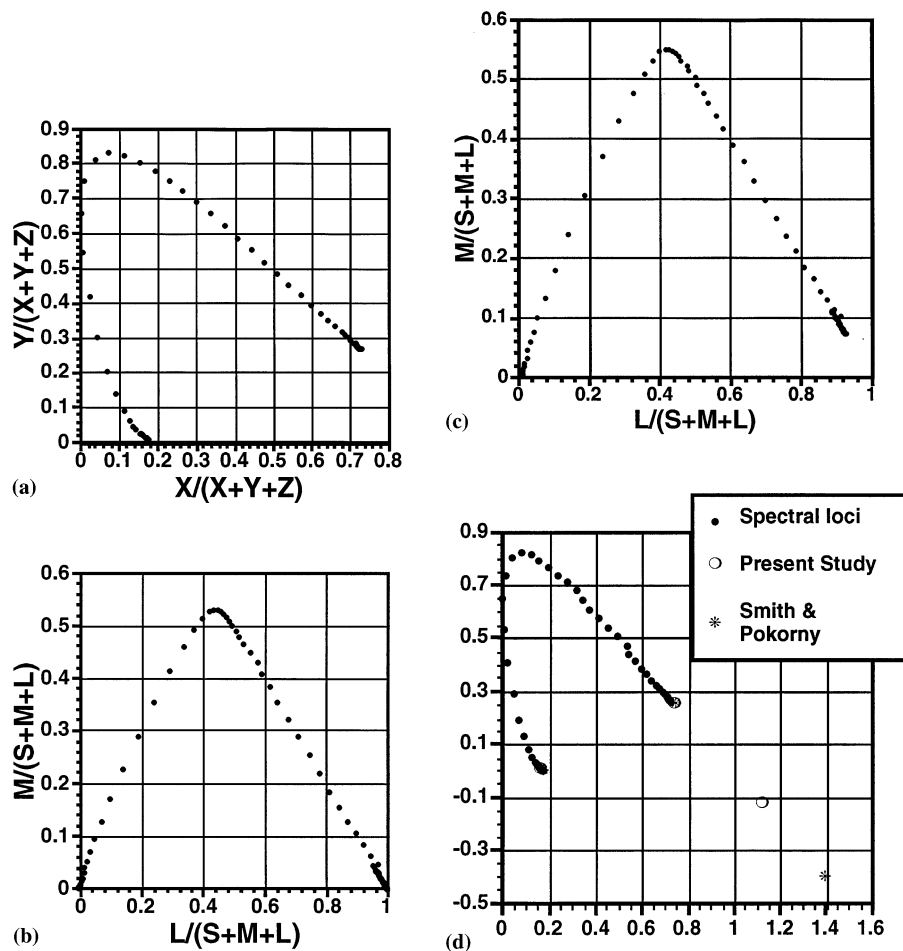 0.9
0.8
0.7
0.6
0.5
0.4
0.3
0.2
0.1
0
Y/(X+Y+Z)
0 0.1 0.2 0.3 0.4 0.5 0.6 0.7 0.8
X/(X+Y+Z)
(a)
0.6
0.5
0.4
0.3
0.2
0.1
0
M/(S+M+L)
0 0.2 0.4 0.6 0.8 1
L/(S+M+L)
(b)
0.6
0.5
0.4
0.3
0.2
0.1
0
M/(S+M+L)
0 0.2 0.4 0.6 0.8 1
L/(S+M+L)
(c)
Spectral loci
Present Study
Smith &
Pokorny
0.9
0.7
0.5
0.3
0.1
-0.1
-0.3
-0.5
0 0.2 0.4 0.6 0.8 1 1.2 1.4 1.6
(d)